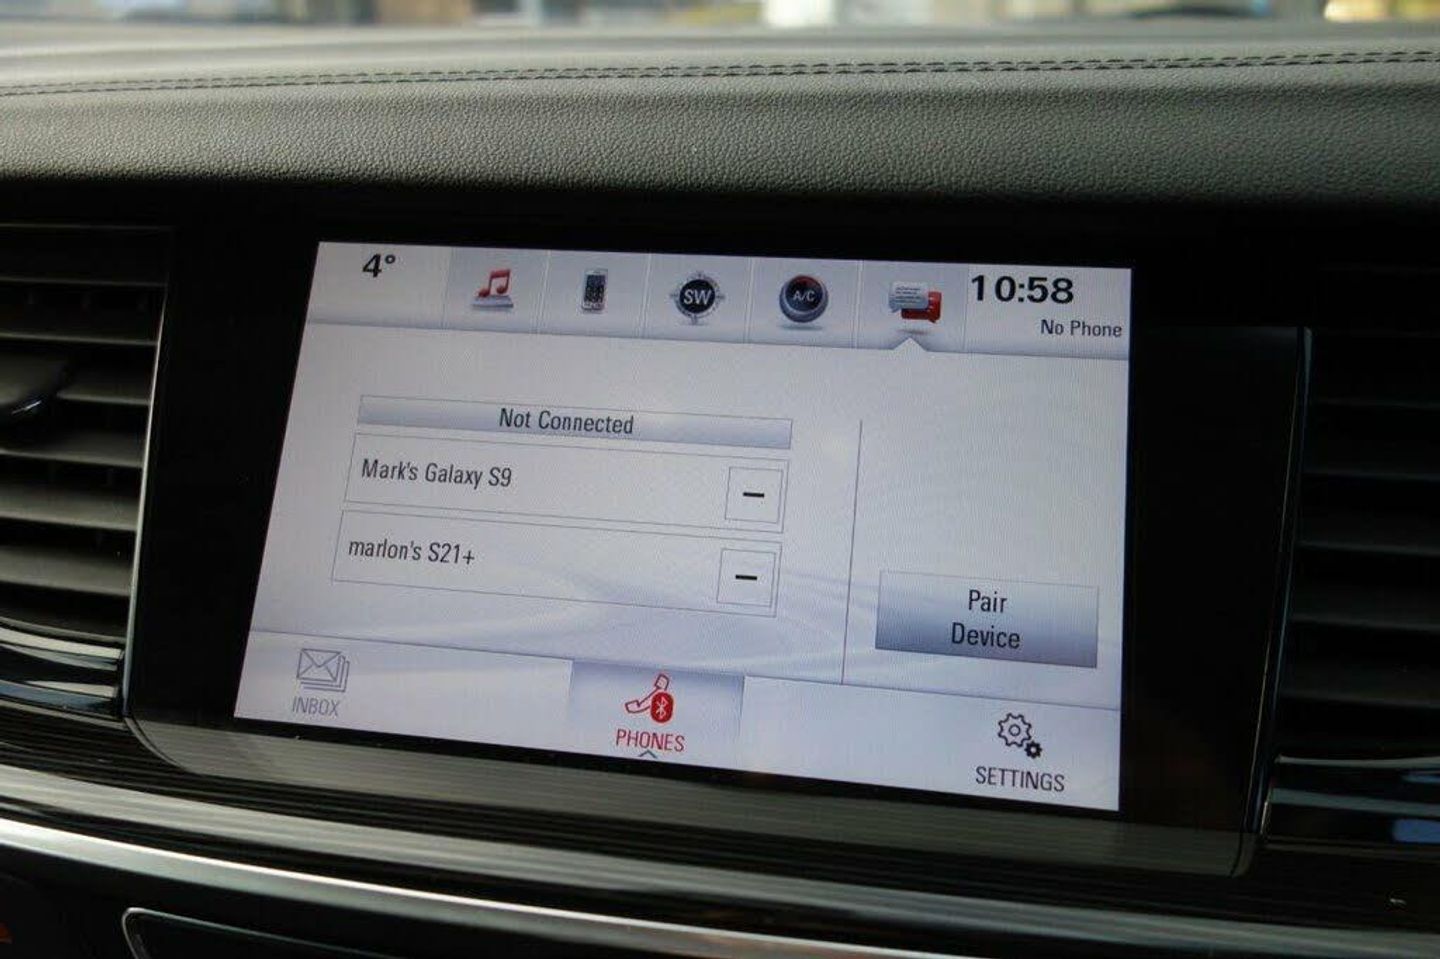 4°
SW
A/C
10:58
No Phone
Not Connected
Mark's Galaxy S9
marlon's S21+
Pair
Device
INBOX
PHONES
SETTINGS